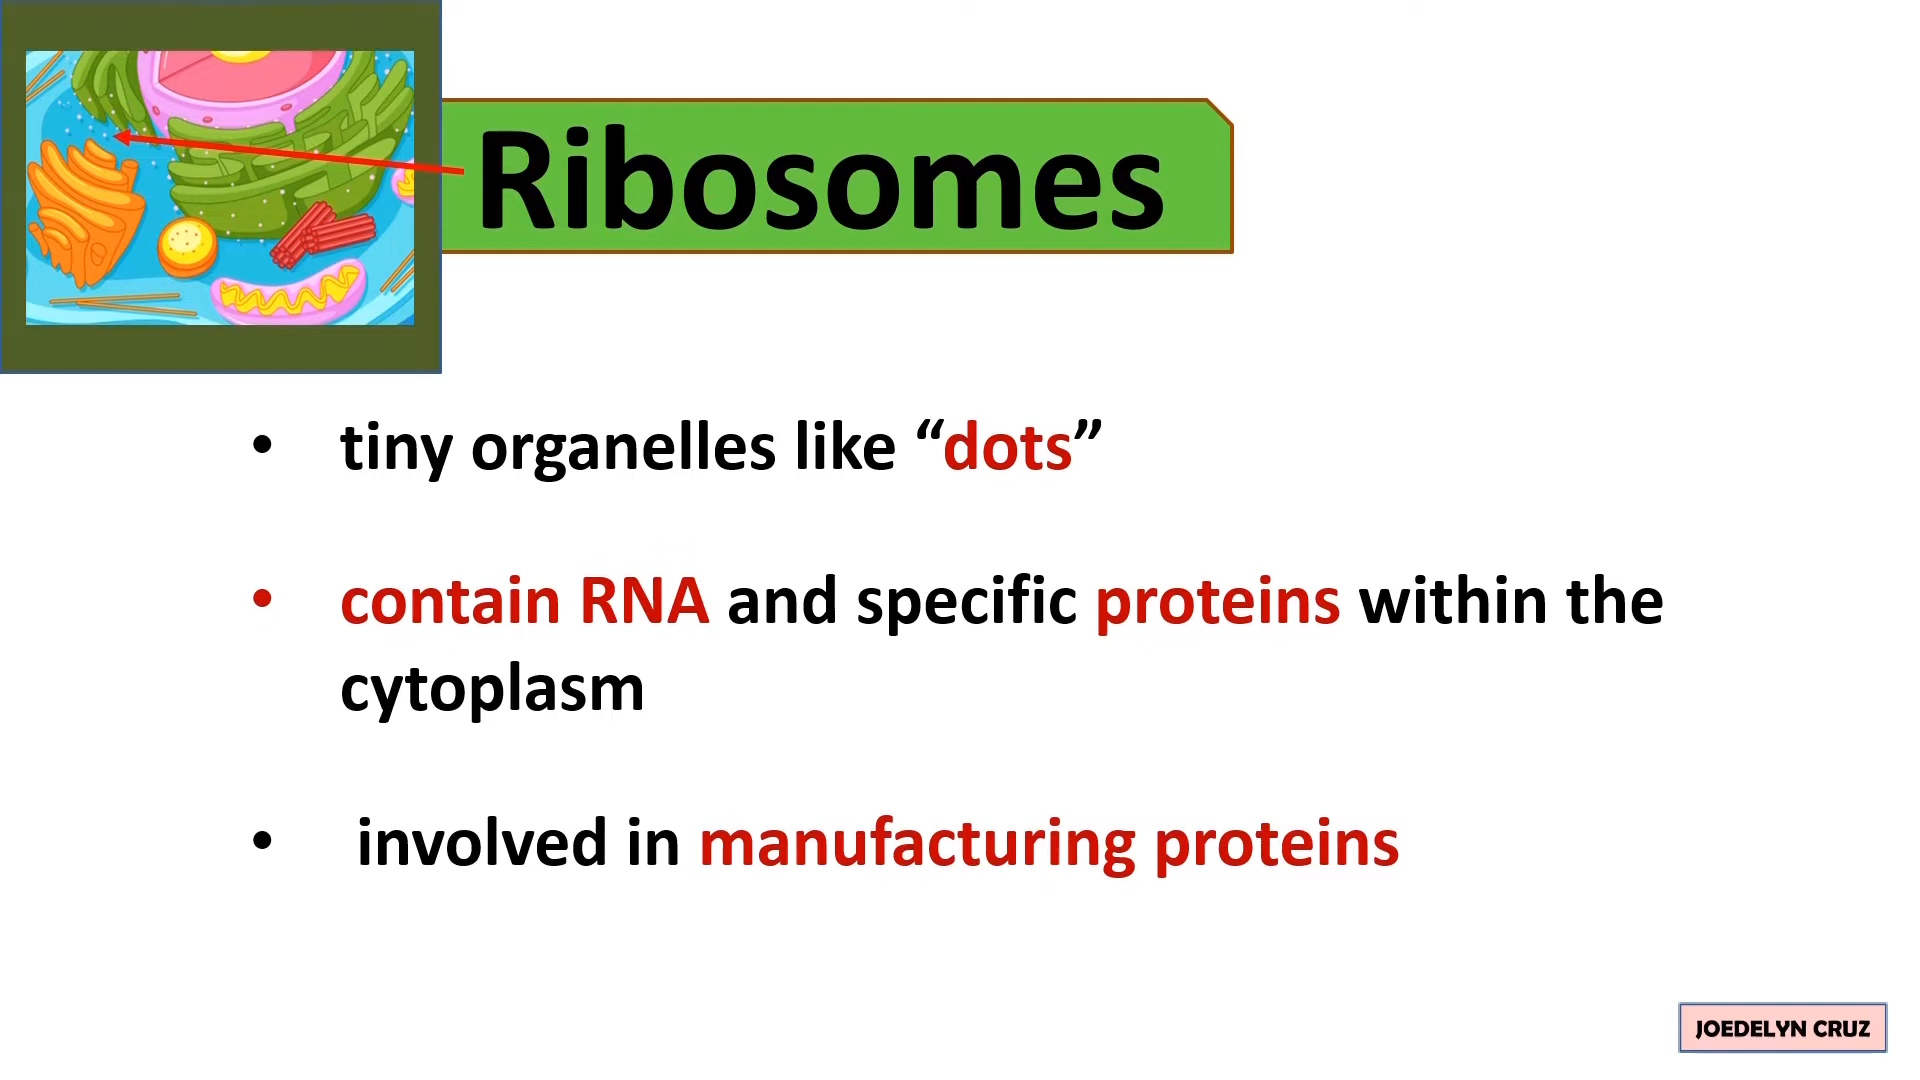 Ribosomes
• tiny organelles like “dots”
• contain RNA and specific proteins within the
cytoplasm
• involved in manufacturing proteins
JOEDELYN CRUZ